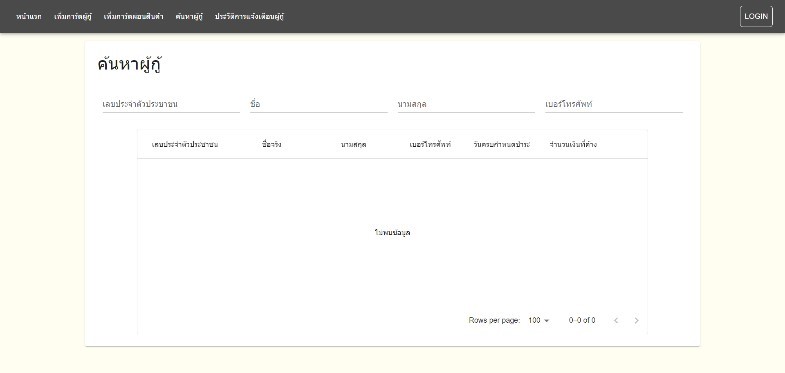 หน้าแรก เพิ่มการ์ดผู้กู้ เพิ่มการ์ดผ่อนสินค้า ค้นหาผู้กู้ ประวัติการแจ้งเตือนผู้กู้ LOGIN
ค้นหาผู้กู้
เลขประจำตัวประชาชน ชื่อ นามสกุล เบอร์โทรศัพท์
เลขประจำตัวประชาชน ชื่อจริง นามสกุล เบอร์โทรศัพท์ วันครบกำหนดชำระ จำนวนเงินที่ค้าง
ไม่พบข้อมูล
Rows per page: 100 0–0 of 0